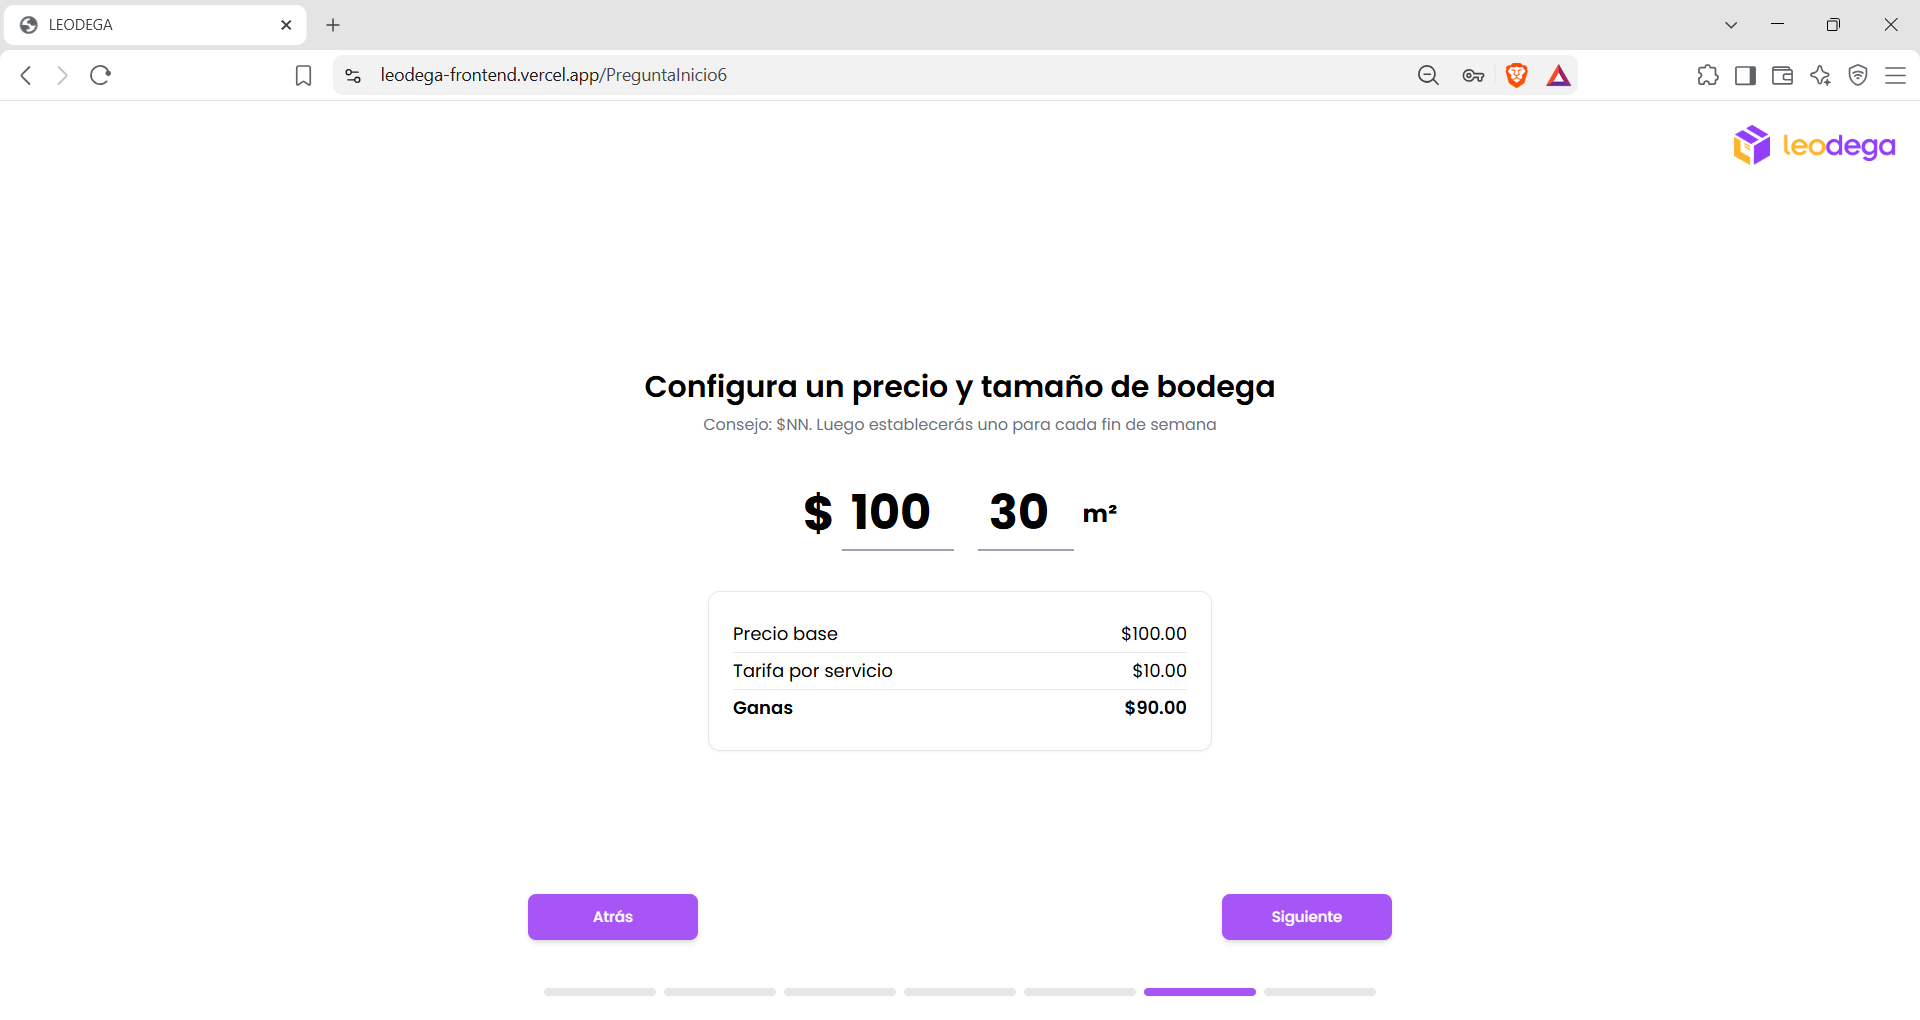 LEODEGA
leodega-frontend.vercel.app/PreguntaInicio6
leodega
Configura un precio y tamaño de bodega
Consejo: $NN. Luego establecerás uno para cada fin de semana
$ 100 30 m²
Precio base $100.00
Tarifa por servicio $10.00
Ganas $90.00
Atrás Siguiente